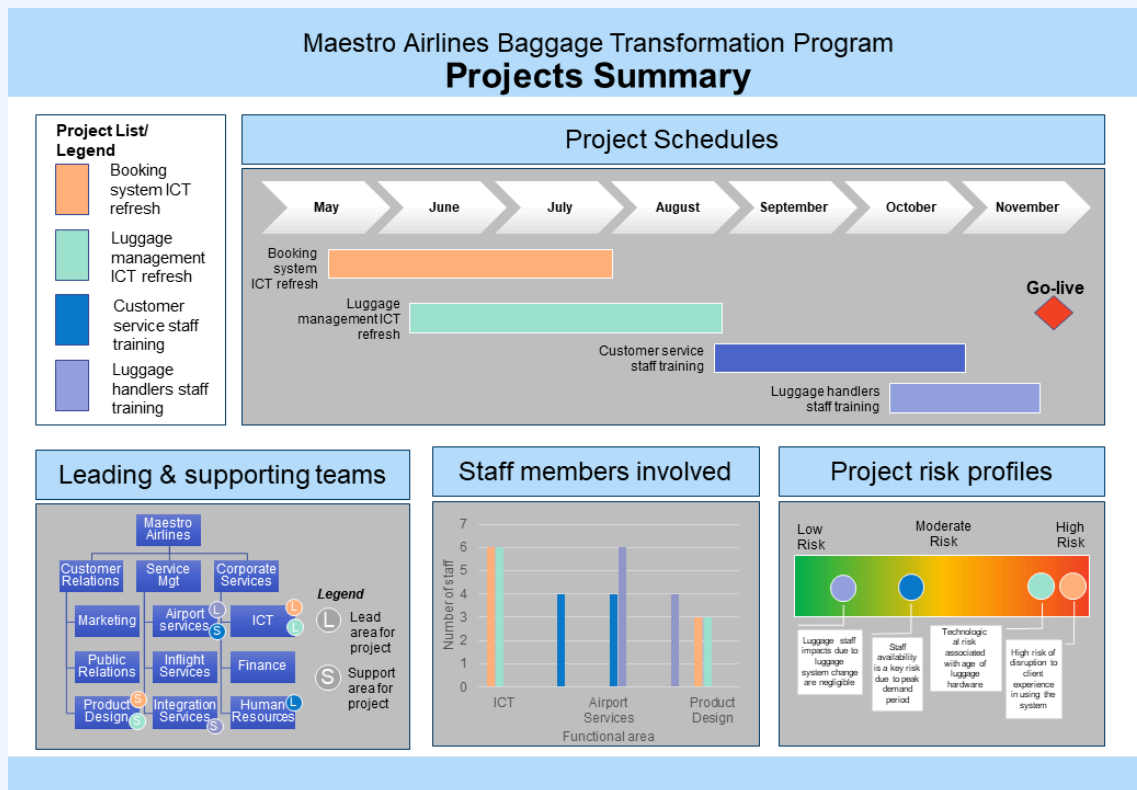 Maestro Airlines Baggage Transformation Program
Projects Summary
Project List/
Legend
Booking
system ICT
refresh
Luggage
management
ICT refresh
Customer
service staff
training
Luggage
handlers staff
training
Project Schedules
May
June
July
August
September
October
November
Booking
system
ICT refresh
Luggage
management ICT
refresh
Go-live
Customer service
staff training
Luggage handlers
staff training
Leading & supporting teams
Maestro
Airlines
Customer
Relations
Service
Mgt
Corporate
Services
Marketing
Airport
services
L
S
ICT
L
L
Public
Relations
Inflight
Services
Finance
Product
Design
S
S
Integration
Services
S
Human
Resources
L
Legend
L
Lead
area for
project
S
Support
area for
project
Staff members involved
Number of staff
7
6
5
4
3
2
1
0
ICT
Airport
Services
Product
Design
Functional area
Project risk profiles
Low
Risk
Moderate
Risk
High
Risk
Luggage staff
impacts due to
luggage
system change
are negligible
Staff
availability
is a key risk
due to peak
demand
period
Technologic
al risk
associated
with age of
luggage
hardware
High risk of
disruption to
client
experience
in using the
system